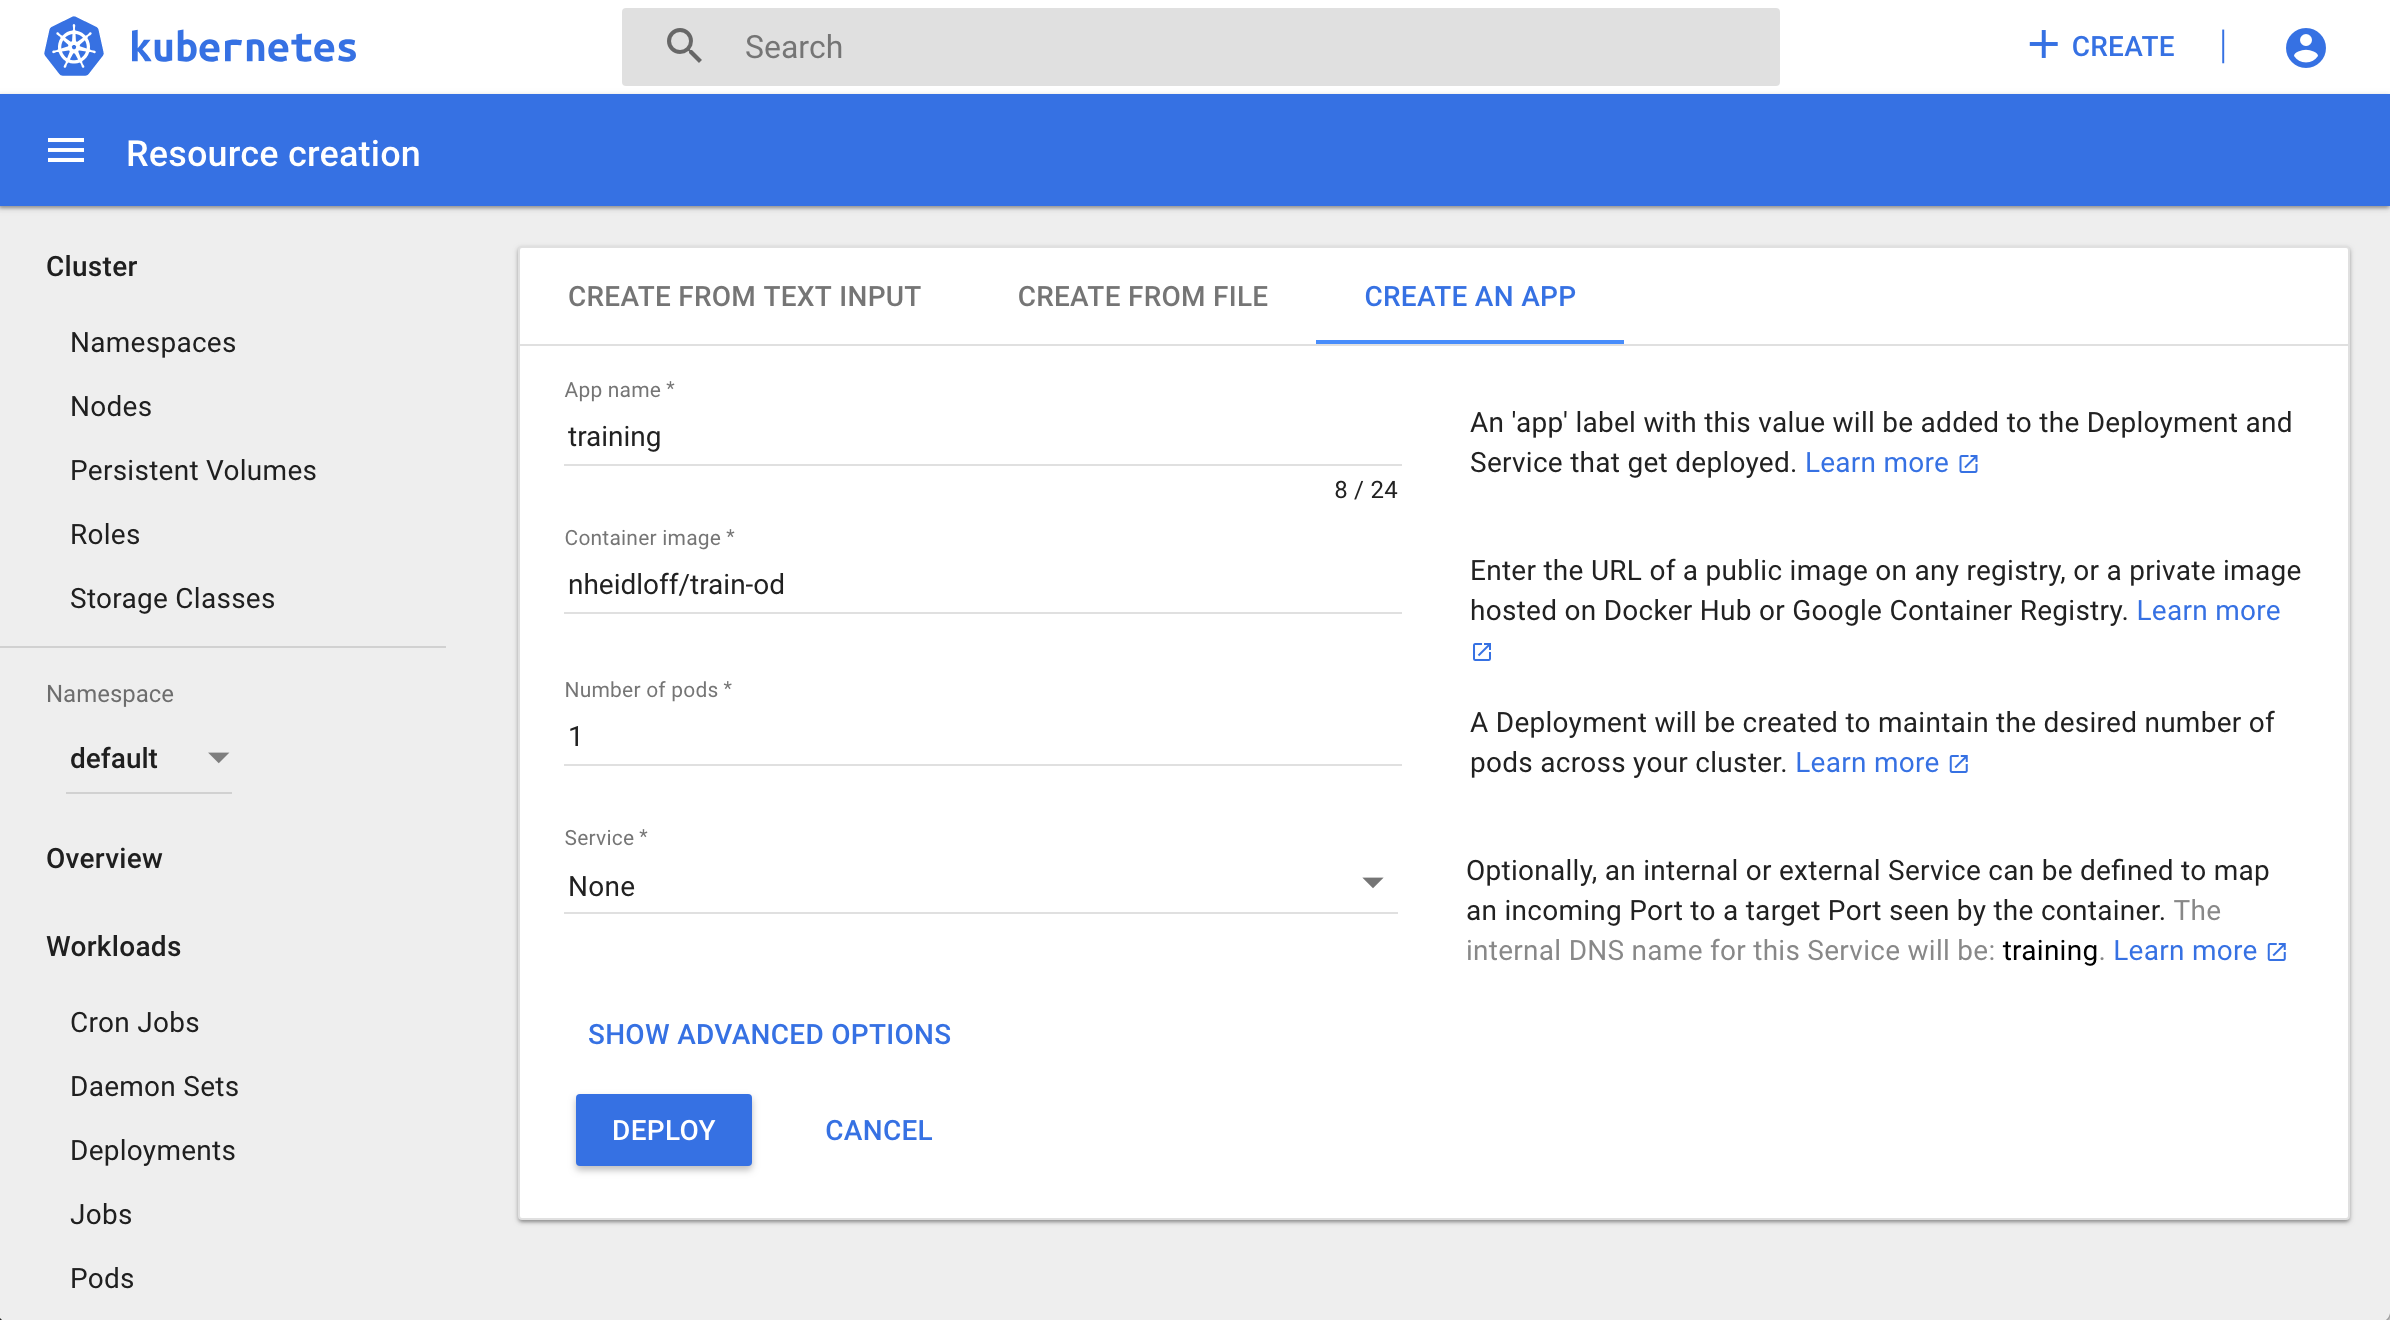 kubernetes
Search
CREATE
Resource creation
Cluster
Namespaces
Nodes
Persistent Volumes
Roles
Storage Classes
Namespace
default
Overview
Workloads
Cron Jobs
Daemon Sets
Deployments
Jobs
Pods
CREATE FROM TEXT INPUT
CREATE FROM FILE
CREATE AN APP
App name *
training
8 / 24
An 'app' label with this value will be added to the Deployment and
Service that get deployed. Learn more
Container image *
nheidloff/train-od
Enter the URL of a public image on any registry, or a private image
hosted on Docker Hub or Google Container Registry. Learn more
Number of pods *
1
A Deployment will be created to maintain the desired number of
pods across your cluster. Learn more
Service *
None
Optionally, an internal or external Service can be defined to map
an incoming Port to a target Port seen by the container. The
internal DNS name for this Service will be: training. Learn more
SHOW ADVANCED OPTIONS
DEPLOY
CANCEL